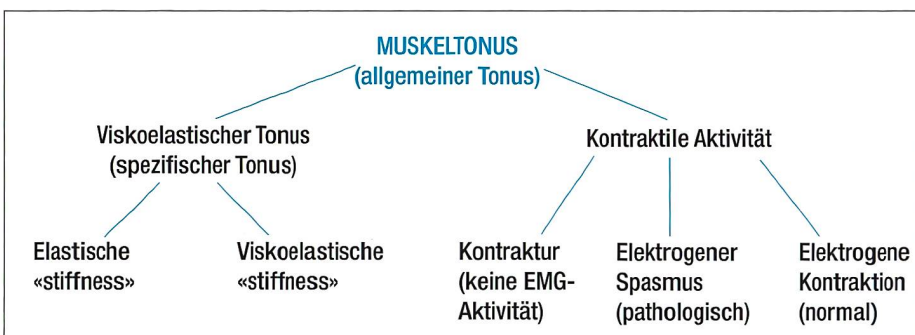 MUSKELTONUS
(allgemeiner Tonus)
Viskoelastischer Tonus
(spezifischer Tonus)
Kontraktile Aktivität
Elastische
«stiffness»
Viskoelastische
«stiffness»
Kontraktur
(keine EMG-
Aktivität)
Elektrogener
Spasmus
(pathologisch)
Elektrogene
Kontraktion
(normal)